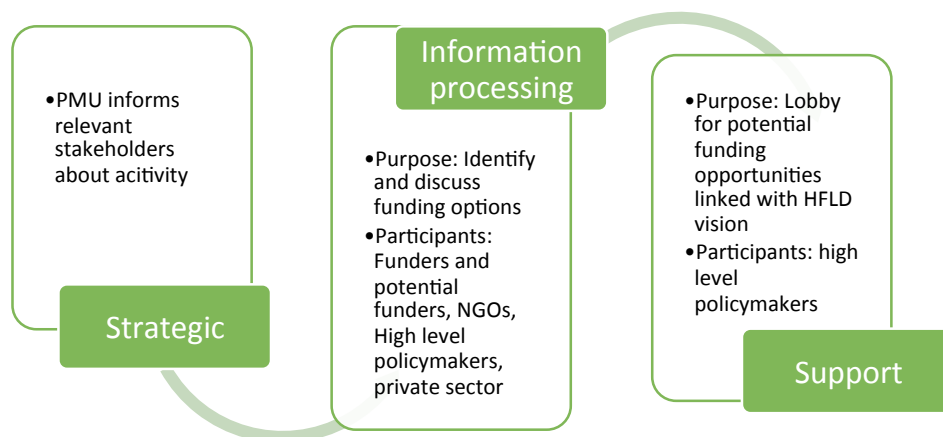 •PMU informs
relevant
stakeholders
about acitivity
Strategic
Information
processing
•Purpose: Identify
and discuss
funding options
•Participants:
Funders and
potential
funders, NGOs,
High level
policymakers,
private sector
•Purpose: Lobby
for potential
funding
opportunities
linked with HFLD
vision
•Participants: high
level
policymakers
Support